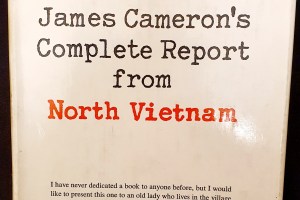 James Cameron's
Complete Report
from
North Vietnam
I have never dedicated a book to anyone before, but I would
like to present this one to an old lady who lives in the village